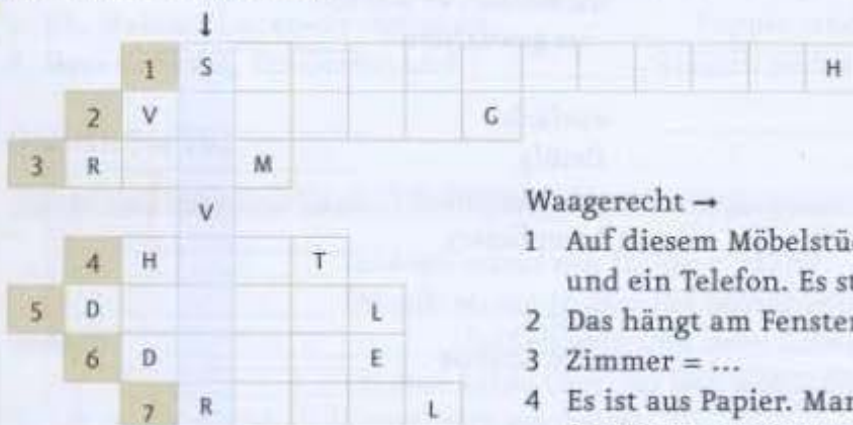 ↓
1 S H
2 V G
3 R M
V
4 H T
5 D L
6 D E
7 R L
Waagerecht →
1 Auf diesem Möbelstü
und ein Telefon. Es st
2 Das hängt am Fenster
3 Zimmer = ...
4 Es ist aus Papier. Mar